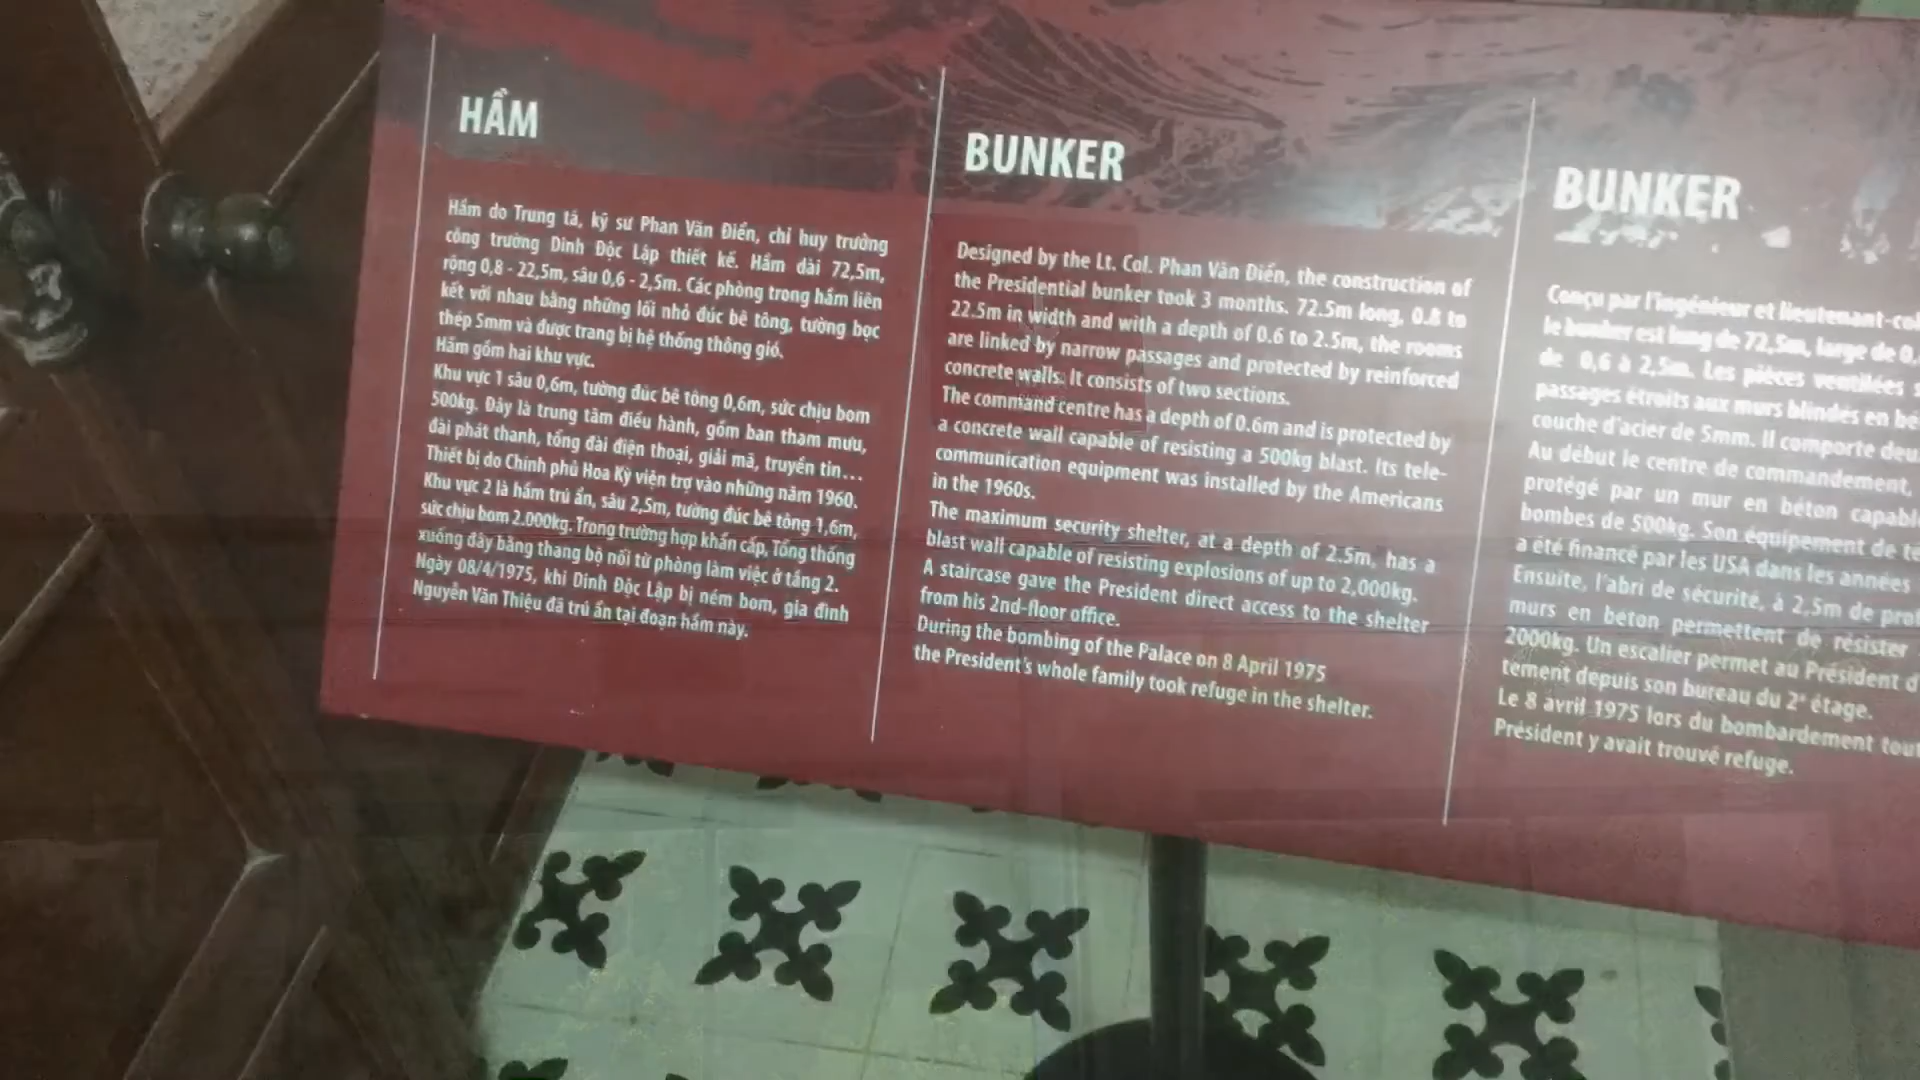 HẦM
Hầm do Trung tá, kỹ sư Phan Văn Điển, chỉ huy trưởng
công trường Dinh Độc Lập thiết kế. Hầm dài 72,5m,
rộng 0,8 - 22,5m, sâu 0,6 - 2,5m. Các phòng trong hầm liên
kết với nhau bằng những lối nhỏ đúc bê tông, tường bọc
thép 5mm và được trang bị hệ thống thông gió.
Hầm gồm hai khu vực.
Khu vực 1 sâu 0,6m, tường đúc bê tông 0,6m, sức chịu bom
500kg. Đây là trung tâm điều hành, gồm ban tham mưu,
đài phát thanh, tổng đài điện thoại, giải mã, truyền tin...
Thiết bị do Chính phủ Hoa Kỳ viện trợ vào những năm 1960.
Khu vực 2 là hầm trú ẩn, sâu 2,5m, tường đúc bê tông 1,6m,
sức chịu bom 2.000kg. Trong trường hợp khẩn cấp, Tổng thống
xuống đây bằng thang bộ nối từ phòng làm việc ở tầng 2.
Ngày 08/4/1975, khi Dinh Độc Lập bị ném bom, gia đình
Nguyễn Văn Thiệu đã trú ẩn tại đoạn hầm này.
BUNKER
Designed by the Lt. Col. Phan Văn Điển, the construction of
the Presidential bunker took 3 months. 72.5m long, 0.8 to
22.5m in width and with a depth of 0.6 to 2.5m, the rooms
are linked by narrow passages and protected by reinforced
concrete walls. It consists of two sections.
The command centre has a depth of 0.6m and is protected by
a concrete wall capable of resisting a 500kg blast. Its tele-
communication equipment was installed by the Americans
in the 1960s.
The maximum security shelter, at a depth of 2.5m, has a
blast wall capable of resisting explosions of up to 2,000kg.
A staircase gave the President direct access to the shelter
from his 2nd-floor office.
During the bombing of the Palace on 8 April 1975
the President's whole family took refuge in the shelter.
BUNKER
Conçu par l'ingénieur et lieutenant-col
le bunker est long de 72,5m, large de 0,
de 0,6 à 2,5m. Les pièces ventilées
passages étroits aux murs blindés en bé
couche d'acier de 5mm. Il comporte deu
Au début le centre de commandement,
protégé par un mur en béton capabl
bombes de 500kg. Son équipement de té
a été financé par les USA dans les années
Ensuite, l'abri de sécurité, à 2,5m de prof
murs en béton permettent de résister
2000kg. Un escalier permet au Président d'
tement depuis son bureau du 2e étage.
Le 8 avril 1975 lors du bombardement tout
Président y avait trouvé refuge.